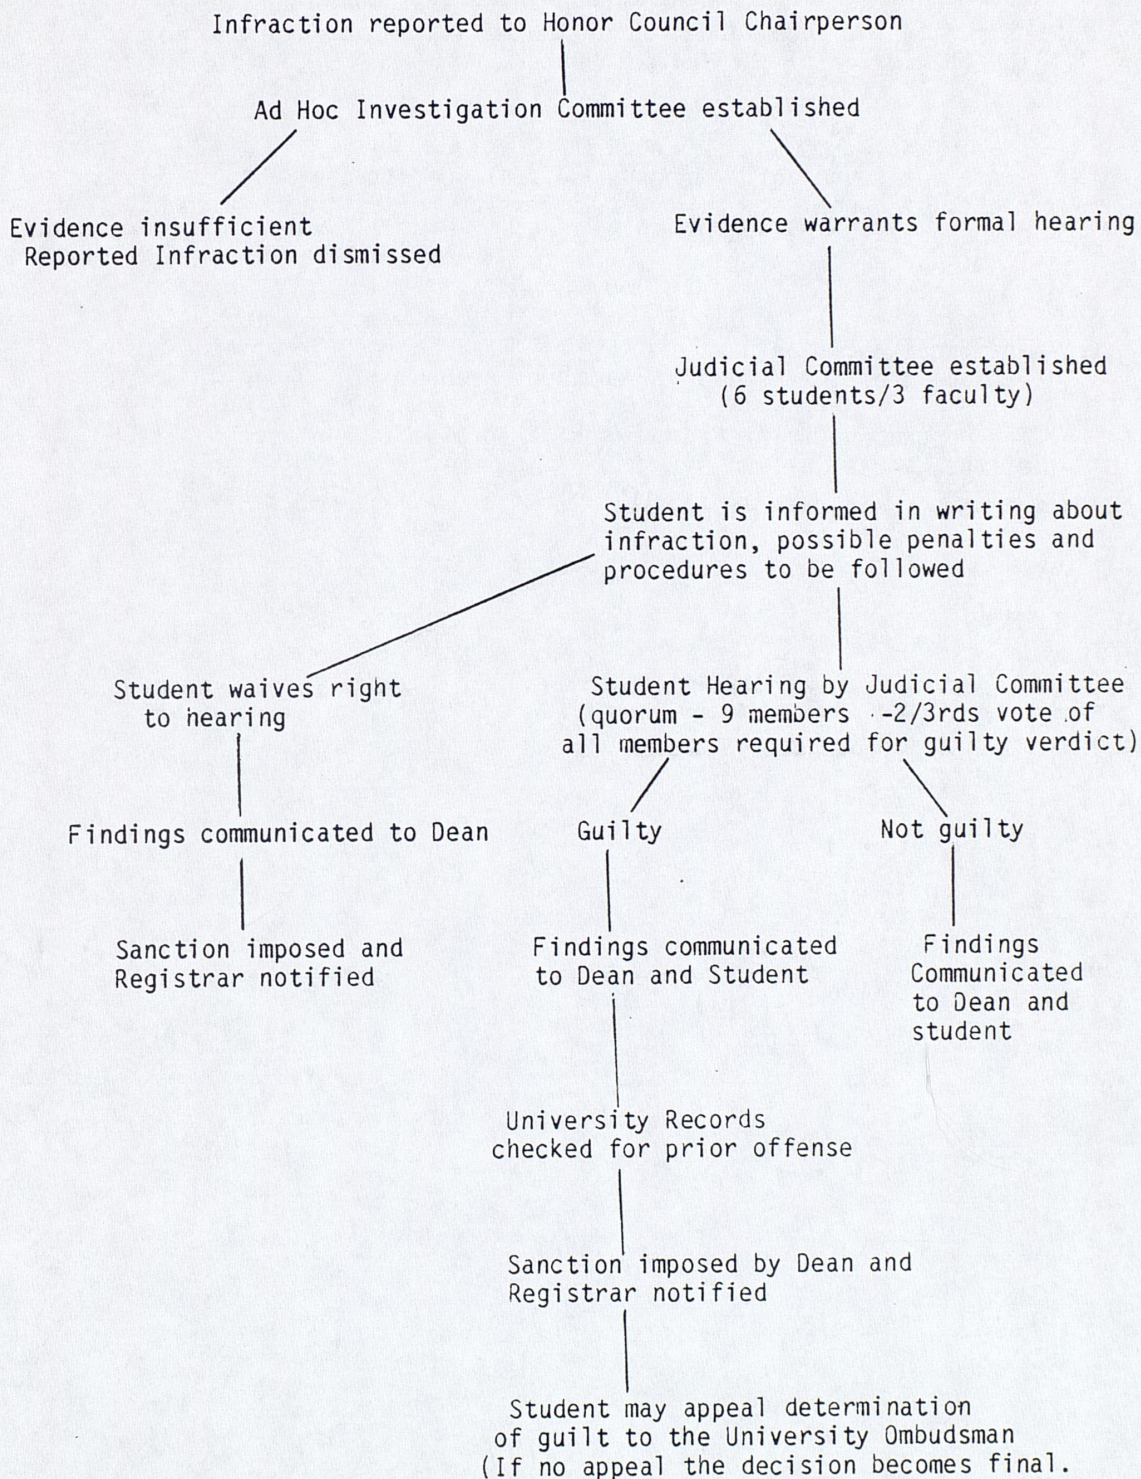 Infraction reported to Honor Council Chairperson
Ad Hoc Investigation Committee established
Evidence insufficient
Reported Infraction dismissed
Evidence warrants formal hearing
Judicial Committee established
(6 students/3 faculty)
Student is informed in writing about
infraction, possible penalties and
procedures to be followed
Student waives right
to hearing
Findings communicated to Dean
Sanction imposed and
Registrar notified
Student Hearing by Judicial Committee
(quorum - 9 members -2/3rds vote of
all members required for guilty verdict)
Guilty
Findings communicated
to Dean and Student
University Records
checked for prior offense
Sanction imposed by Dean and
Registrar notified
Student may appeal determination
of guilt to the University Ombudsman
(If no appeal the decision becomes final.
Not guilty
Findings
Communicated
to Dean and
student